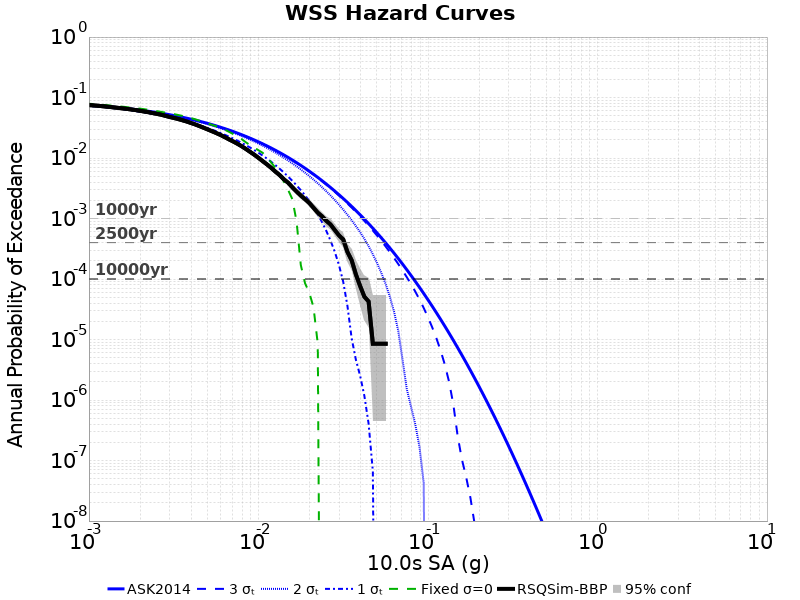 WSS Hazard Curves
Annual Probability of Exceedance
10^0
10^-1
10^-2
10^-3
10^-4
10^-5
10^-6
10^-7
10^-8
1000yr
2500yr
10000yr
10^-3 10^-2 10^-1 10^0 10^1
10.0s SA (g)
ASK2014 3 σₜ 2 σₜ 1 σₜ Fixed σ=0 RSQSim-BBP 95% conf